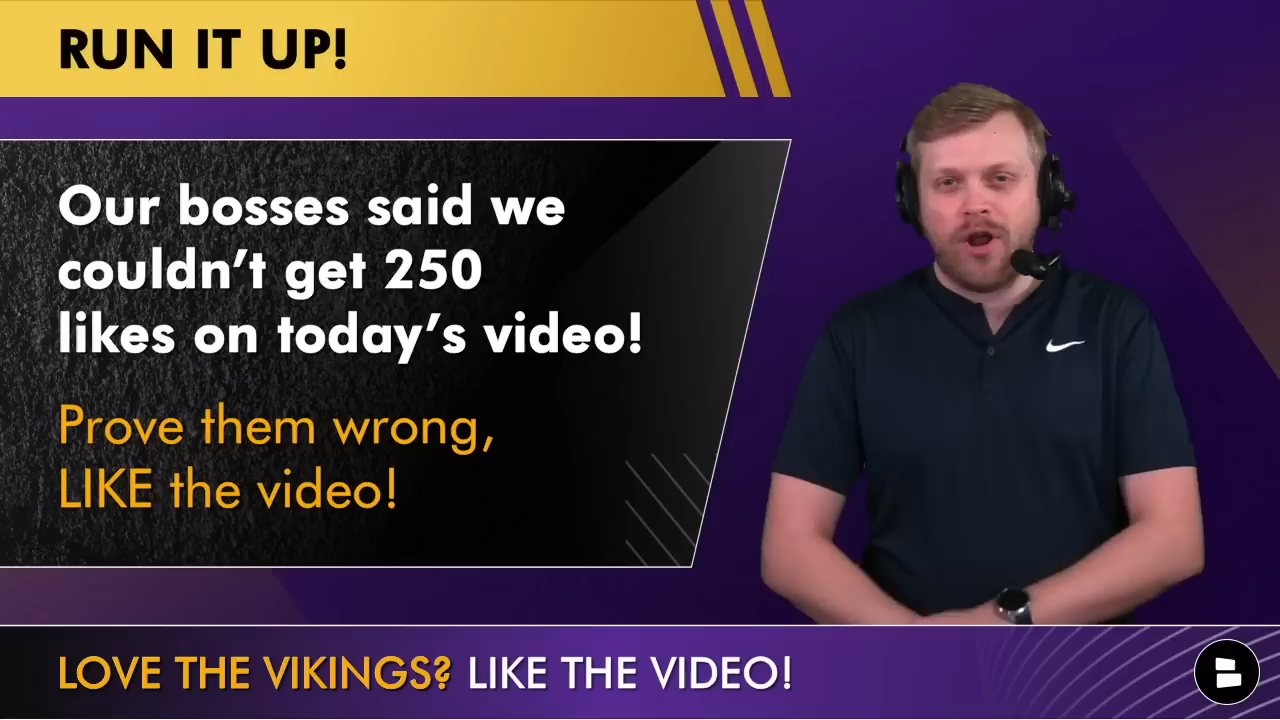 RUN IT UP!
Our bosses said we
couldn't get 250
likes on today's video!
Prove them wrong,
LIKE the video!
LOVE THE VIKINGS? LIKE THE VIDEO!